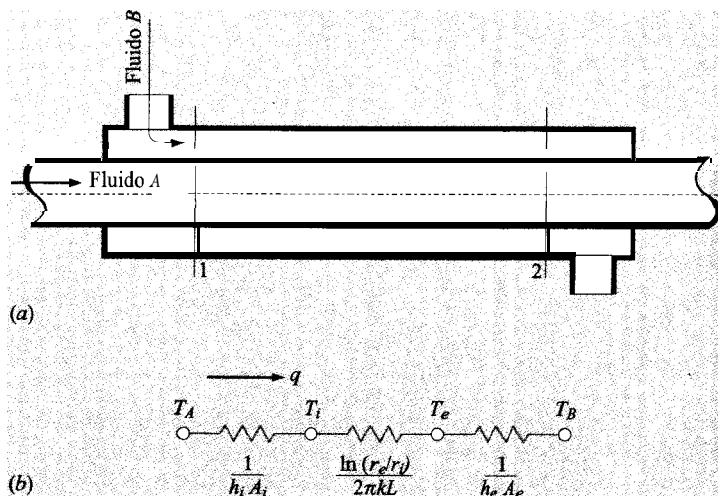 Fluido B
Fluido A
1 2
(a)
q
T_A T_i T_e T_B
1/(h_i A_i) ln (r_e/r_i)/(2πkL) 1/(h_e A_e)
(b)